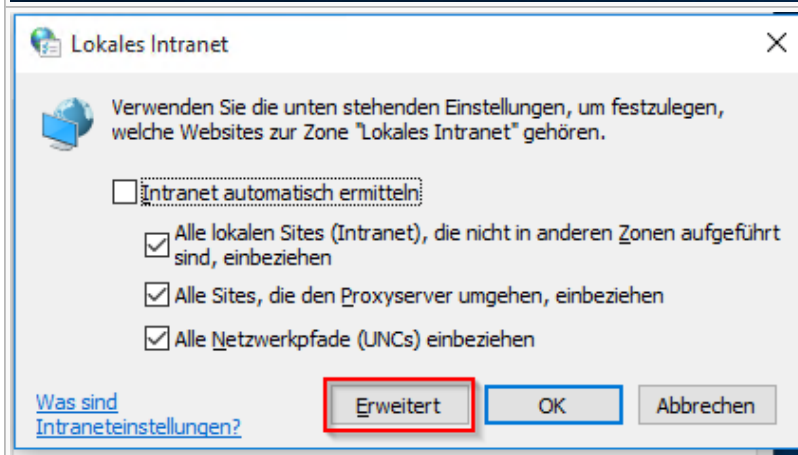 Lokales Intranet
Verwenden Sie die unten stehenden Einstellungen, um festzulegen,
welche Websites zur Zone "Lokales Intranet" gehören.
Intranet automatisch ermitteln
Alle lokalen Sites (Intranet), die nicht in anderen Zonen aufgeführt
sind, einbeziehen
Alle Sites, die den Proxyserver umgehen, einbeziehen
Alle Netzwerkpfade (UNCs) einbeziehen
Was sind
Intraneteinstellungen?
Erweitert
OK
Abbrechen